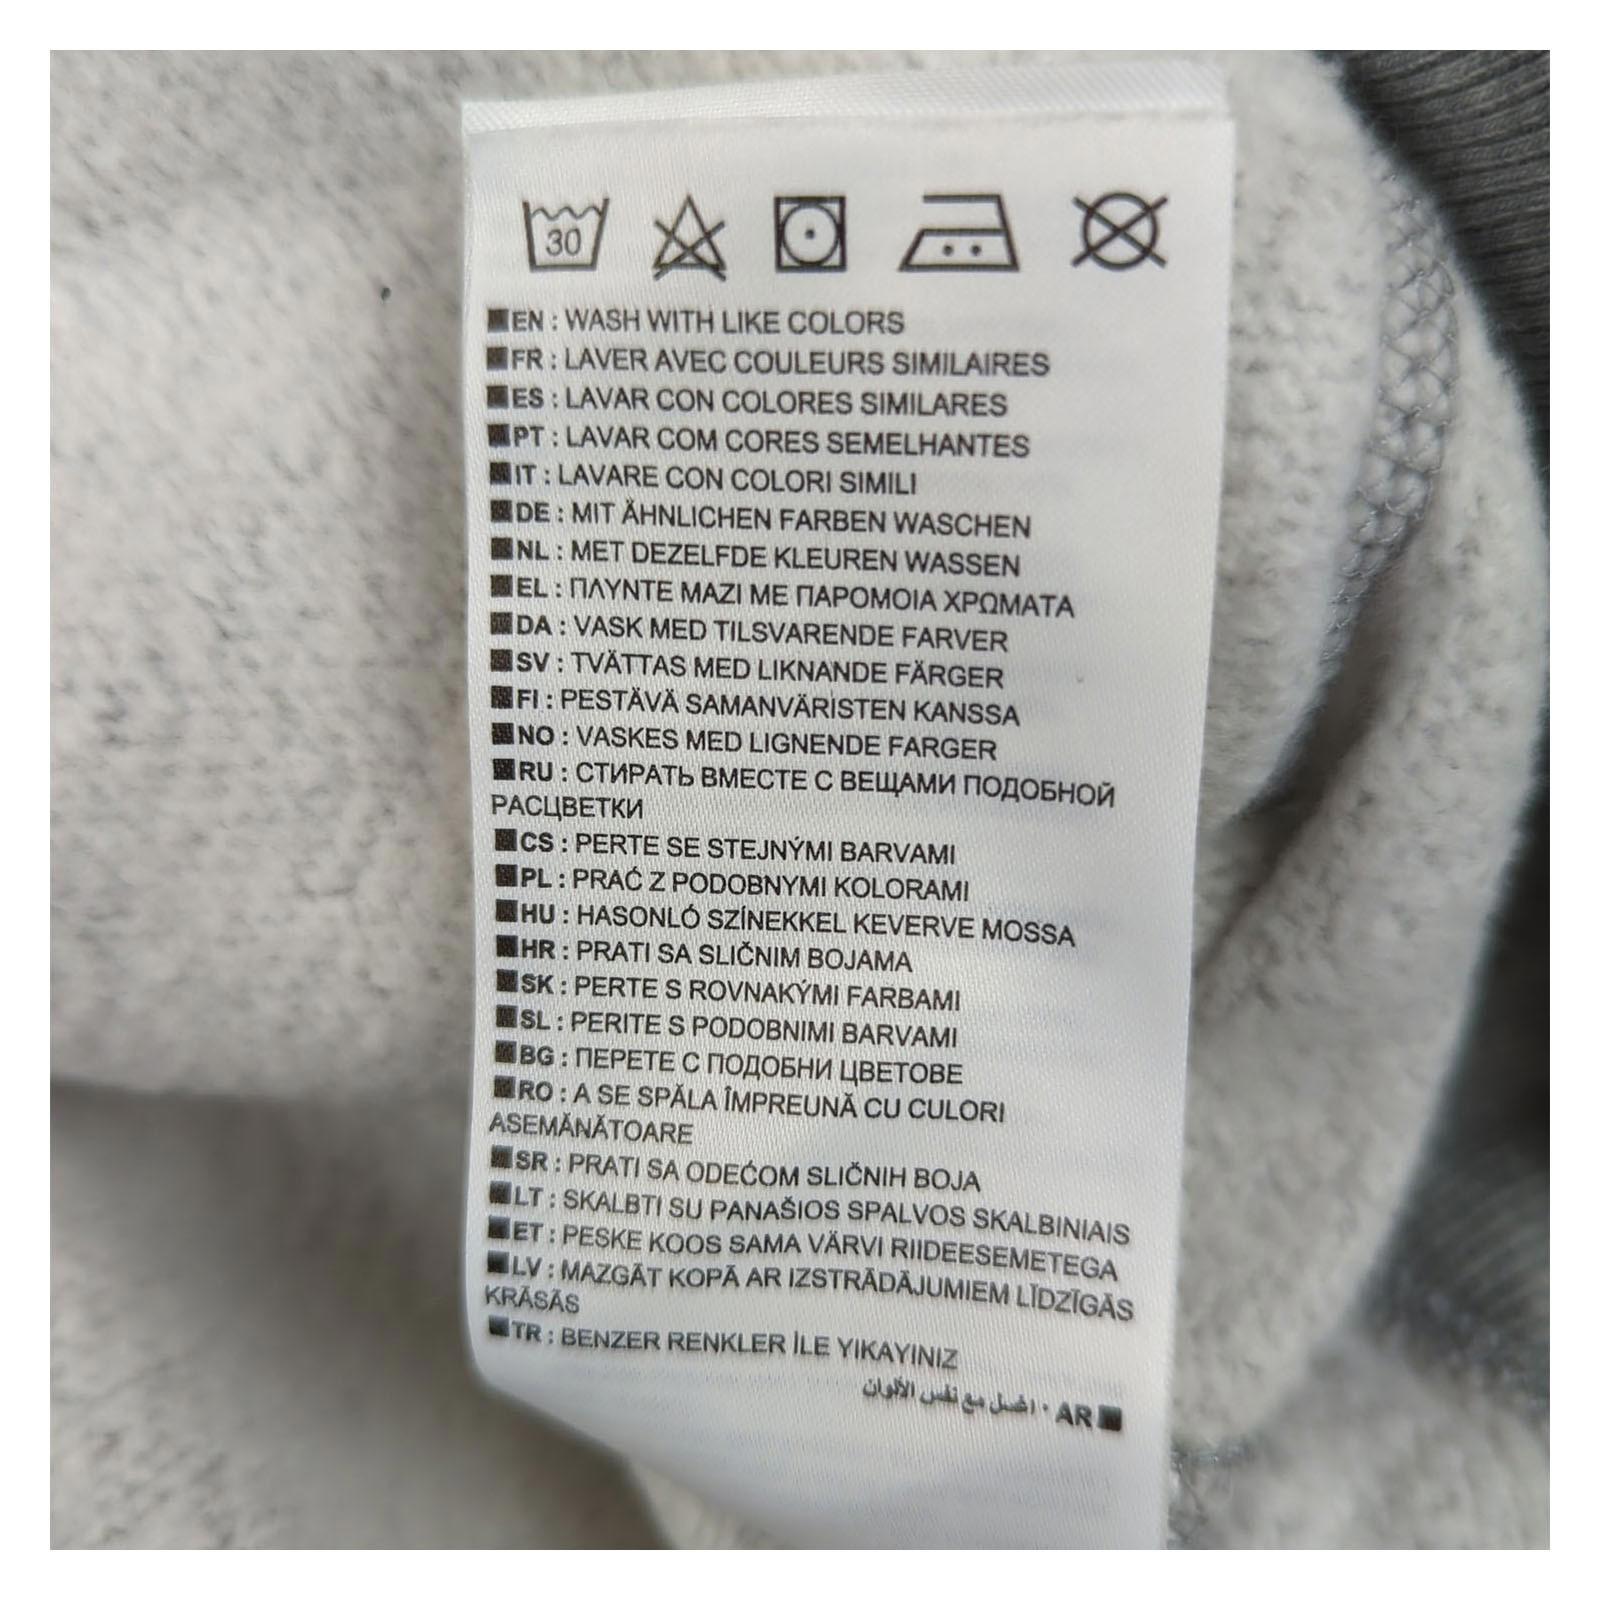 30
EN : WASH WITH LIKE COLORS
FR : LAVER AVEC COULEURS SIMILAIRES
ES : LAVAR CON COLORES SIMILARES
PT : LAVAR COM CORES SEMELHANTES
IT : LAVARE CON COLORI SIMILI
DE : MIT ÄHNLICHEN FARBEN WASCHEN
NL : MET DEZELFDE KLEUREN WASSEN
EL : ΠΛΥΝΤΕ ΜΑΖΙ ΜΕ ΠΑΡΟΜΟΙΑ ΧΡΩΜΑΤΑ
DA : VASK MED TILSVARENDE FARVER
SV : TVÄTTAS MED LIKNANDE FÄRGER
FI : PESTÄVÄ SAMANVÄRISTEN KANSSA
NO : VASKES MED LIGNENDE FARGER
RU : СТИРАТЬ ВМЕСТЕ С ВЕЩАМИ ПОДОБНОЙ
РАСЦВЕТКИ
CS : PERTE SE STEJNÝMI BARVAMI
PL : PRAĆ Z PODOBNYMI KOLORAMI
HU : HASONLÓ SZÍNEKKEL KEVERVE MOSSA
HR : PRATI SA SLIČNIM BOJAMA
SK : PERTE S ROVNAKÝMI FARBAMI
SL : PERITE S PODOBNIMI BARVAMI
BG : ПЕРЕТЕ С ПОДОБНИ ЦВЕТОВЕ
RO : A SE SPĂLA ÎMPREUNĂ CU CULORI
ASEMĂNĂTOARE
SR : PRATI SA ODEĆOM SLIČNIH BOJA
LT : SKALBTI SU PANAŠIOS SPALVOS SKALBINIAIS
ET : PESKE KOOS SAMA VÄRVI RIIDEESEMETEGA
LV : MAZGĀT KOPĀ AR IZSTRĀDĀJUMIEM LĪDZĪGĀS
KRĀSĀS
TR : BENZER RENKLER İLE YIKAYINIZ
AR · اغسل مع نفس الألوان